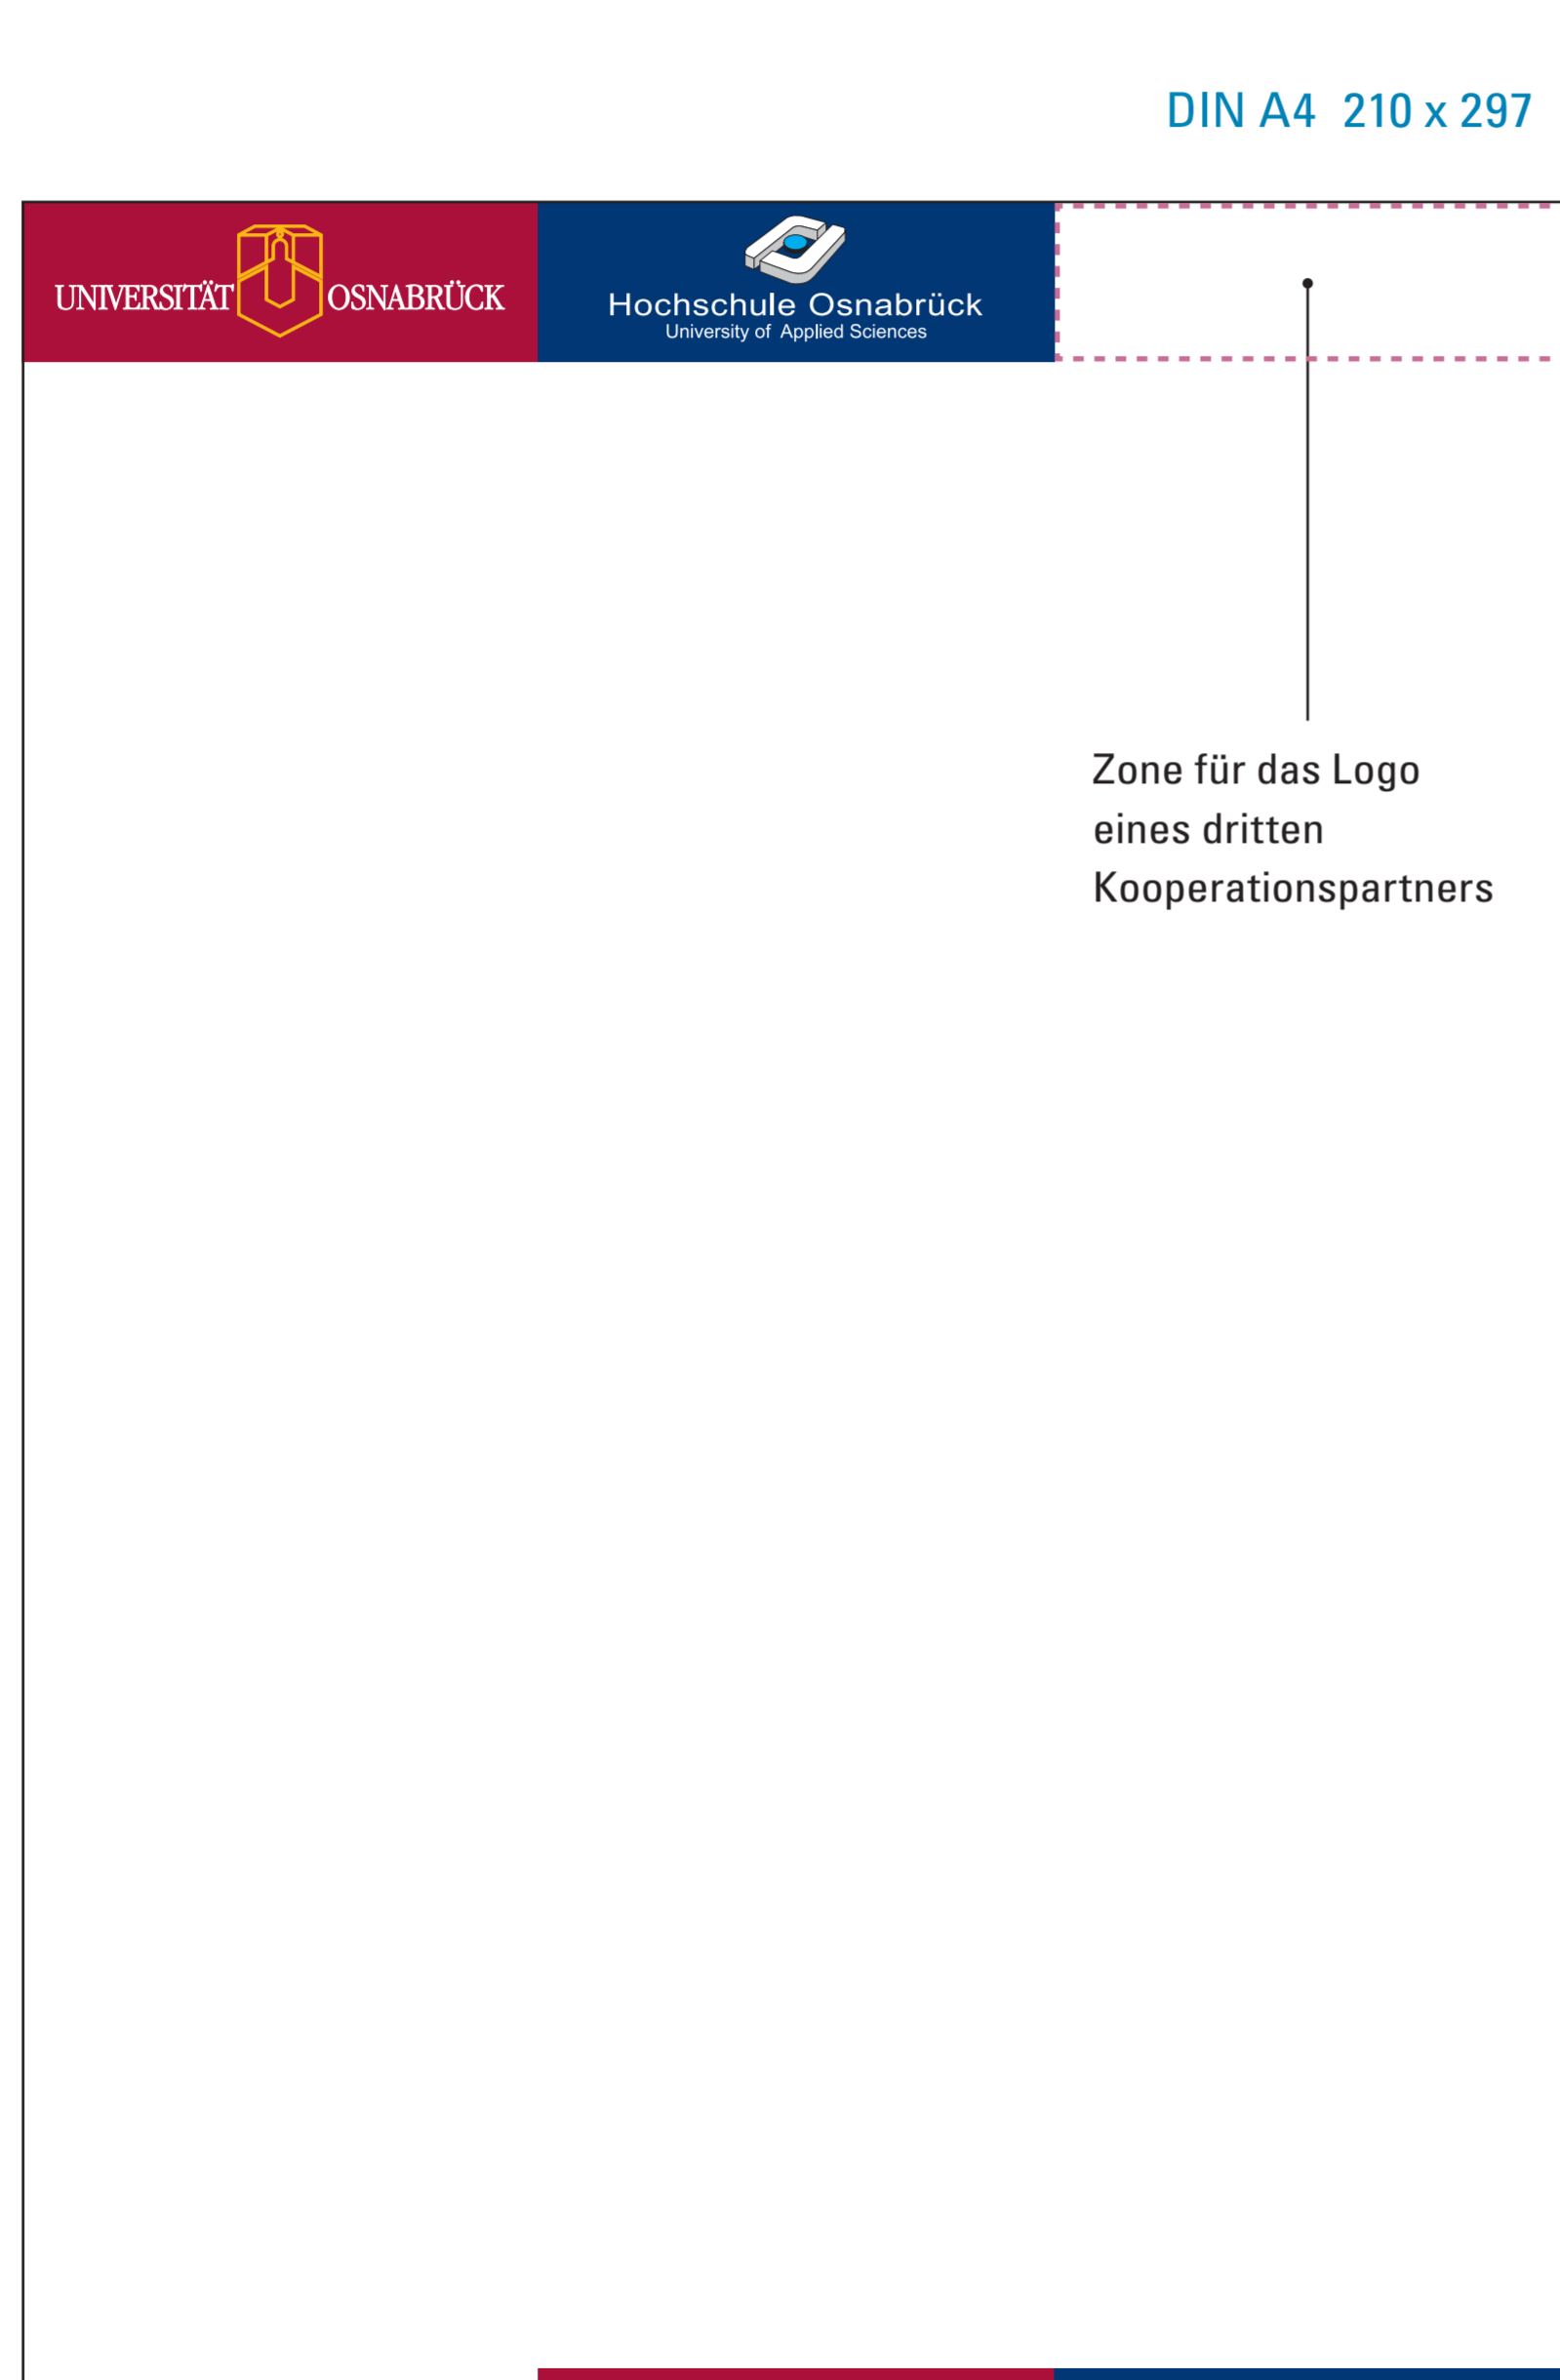 DIN A4 210 x 297
UNIVERSITÄT OSNABRÜCK
Hochschule Osnabrück
University of Applied Sciences
Zone für das Logo
eines dritten
Kooperationspartners